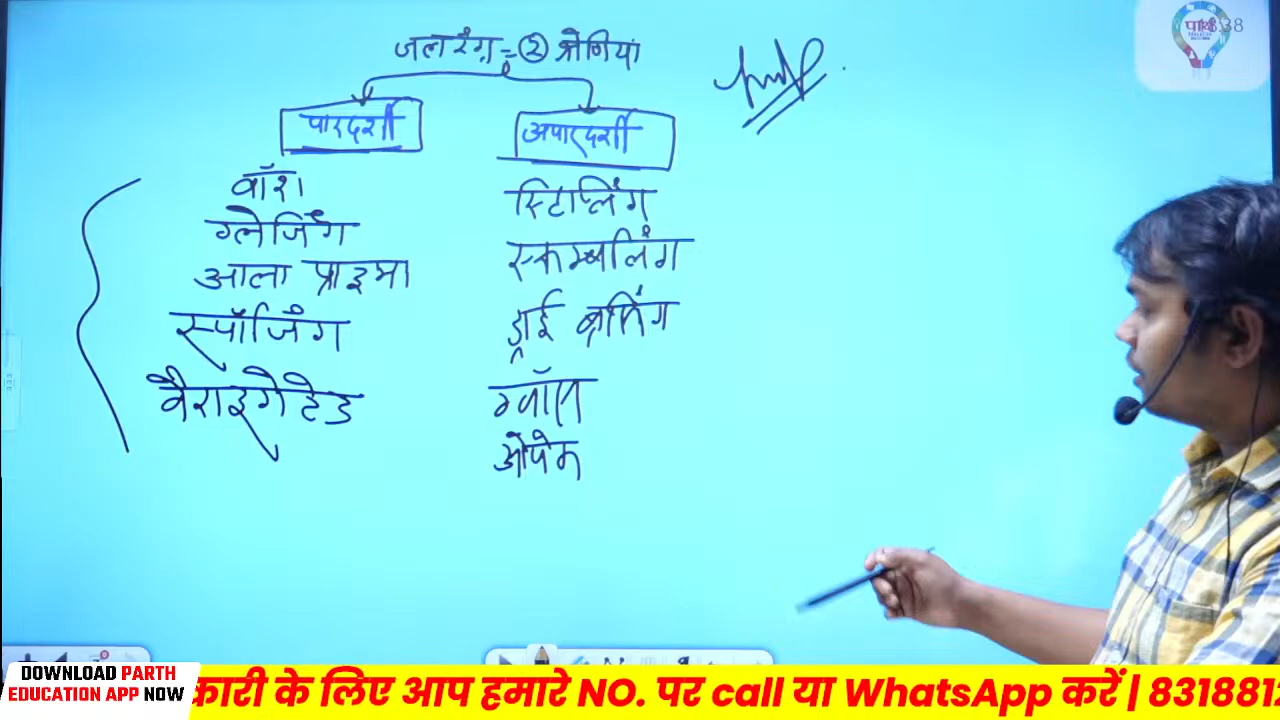 जलरंग = ② श्रेणियां
पारदर्शी
अपारदर्शी
वॉश
ग्लेजिंग
आला प्राइमा
स्पॉजिंग
वैराइगेटेड
स्टिप्लिंग
स्कम्बलिंग
ड्राई ब्रशिंग
ग्वॉश
ओपेक
पार्थ
38
DOWNLOAD PARTH
EDUCATION APP NOW
कारी के लिए आप हमारे NO. पर call या WhatsApp करें | 831881